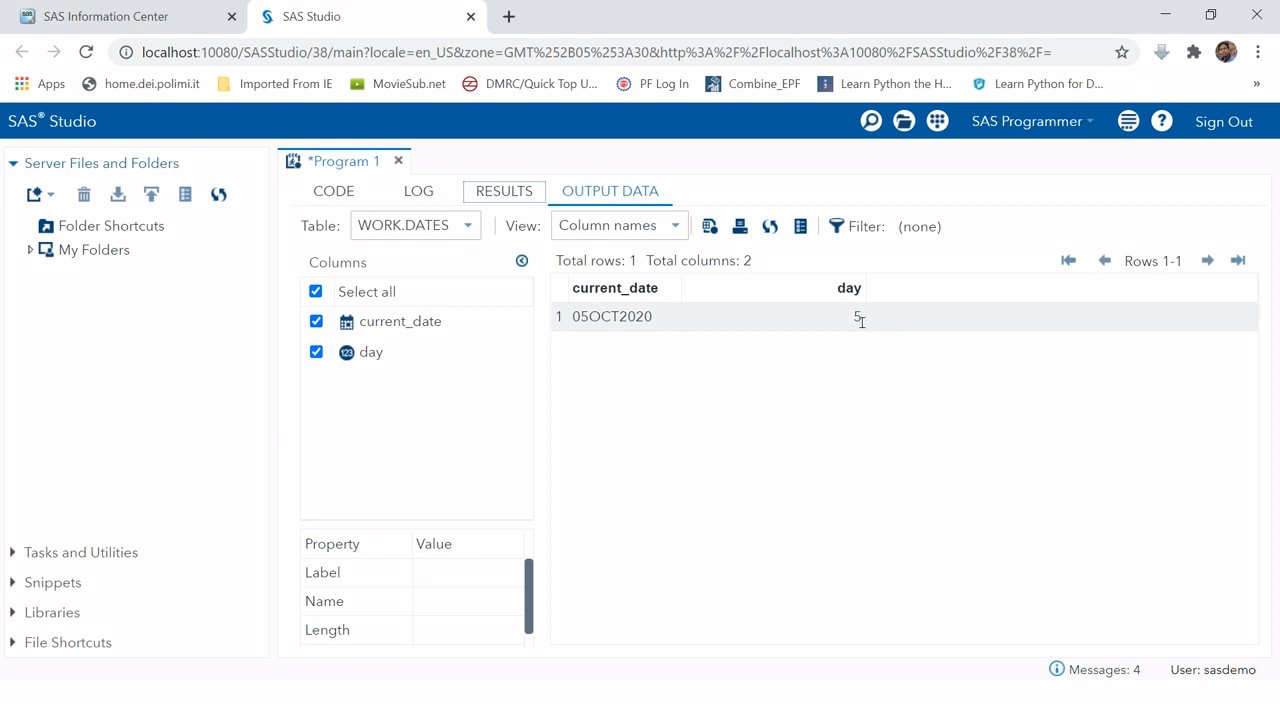 SAS Information Center
SAS Studio
localhost:10080/SASStudio/38/main?locale=en_US&zone=GMT%252B05%253A30&http%3A%2F%2Flocalhost%3A10080%2FSASStudio%2F38%2F=
Apps home.dei.polimi.it Imported From IE MovieSub.net DMRC/Quick Top U... PF Log In Combine_EPF Learn Python the H... Learn Python for D... »
SAS® Studio
SAS Programmer
Sign Out
Server Files and Folders
Folder Shortcuts
My Folders
Tasks and Utilities
Snippets
Libraries
File Shortcuts
*Program 1
CODE LOG RESULTS OUTPUT DATA
Table: WORK.DATES View: Column names Filter: (none)
Columns
Select all
current_date
day
Property Value
Label
Name
Length
Total rows: 1 Total columns: 2 Rows 1-1
current_date day
1 05OCT2020 5
Messages: 4 User: sasdemo